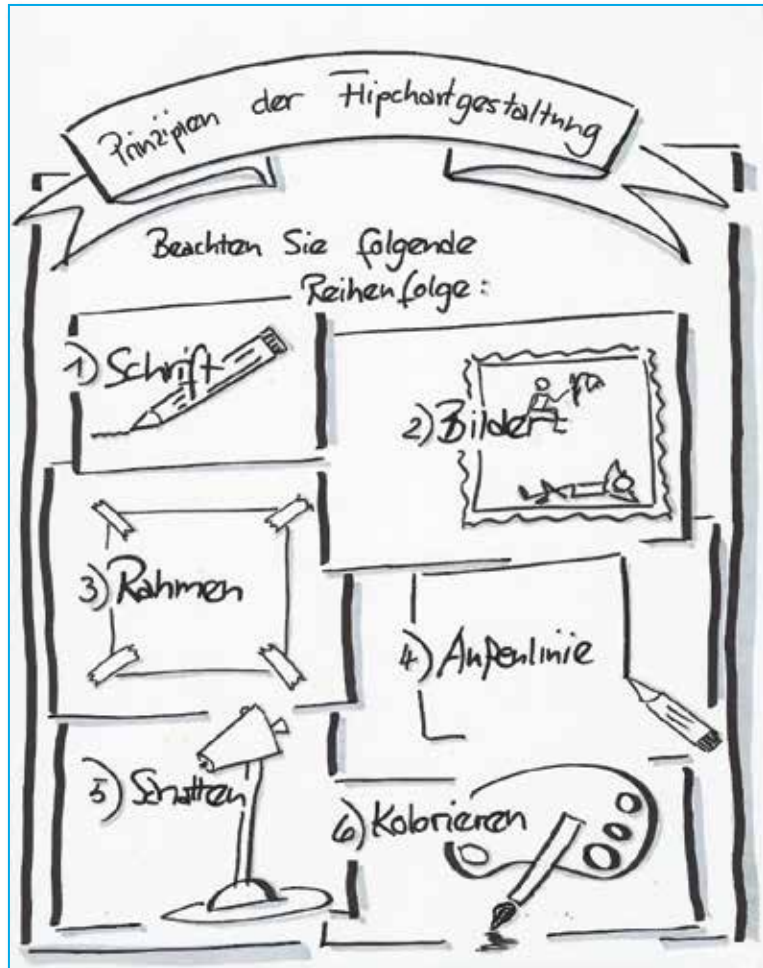 Prinzipien der Flipchartgestaltung
Beachten Sie folgende
Reihenfolge:
1) Schrift
2) Bilder
3) Rahmen
4) Außenlinie
5) Schatten
6) Kolorieren